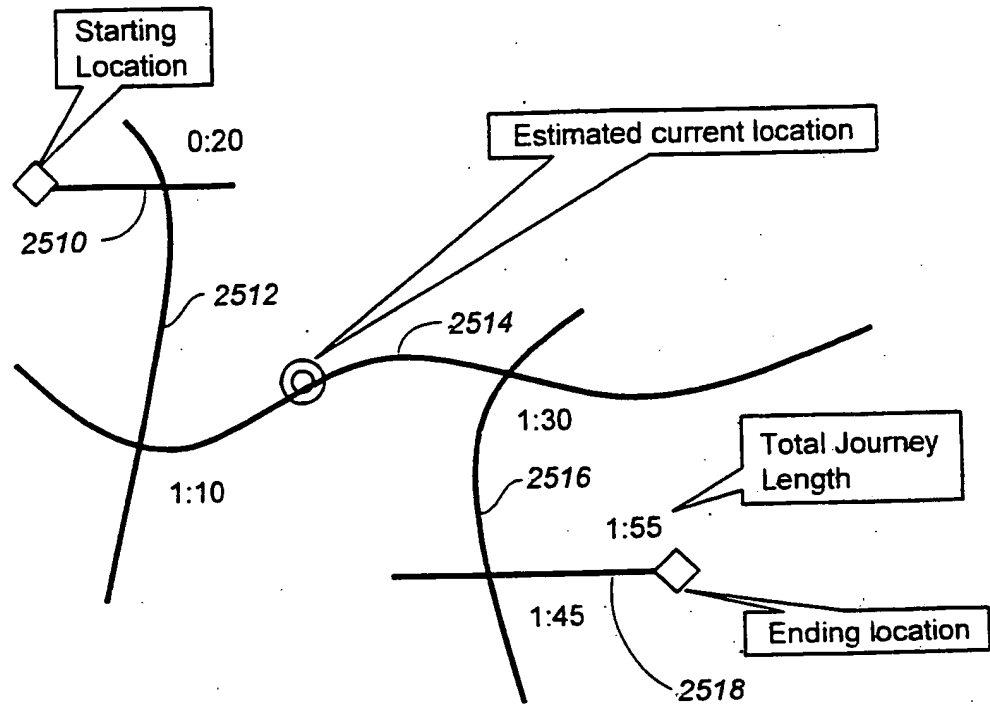 Starting
Location
0:20
Estimated current location
2510
2512
2514
1:30
Total Journey
Length
2516
1:10
1:55
1:45
Ending location
2518